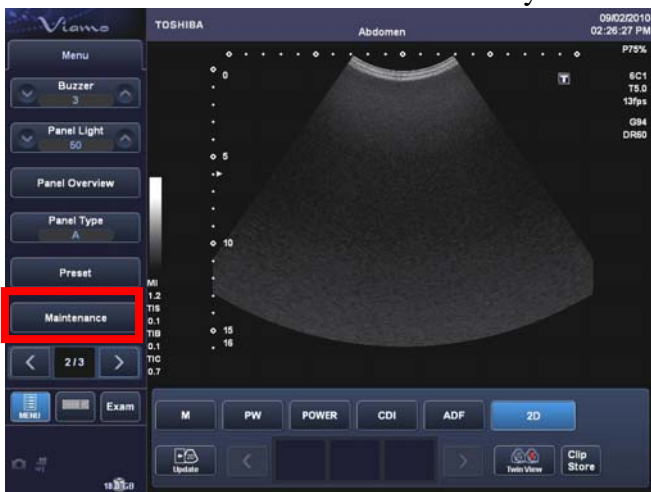 Viamo
TOSHIBA
Abdomen
09/02/2010
02:26:27 PM
Menu
Buzzer
3
Panel Light
50
Panel Overview
Panel Type
A
Preset
Maintenance
2/3
MENU
Exam
P75%
6C1
T5.0
13fps
G94
DR60
T
0
5
10
15
16
MI
1.2
TIS
0.1
TIB
0.1
TIC
0.7
M
PW
POWER
CDI
ADF
2D
Update
Twin View
Clip
Store